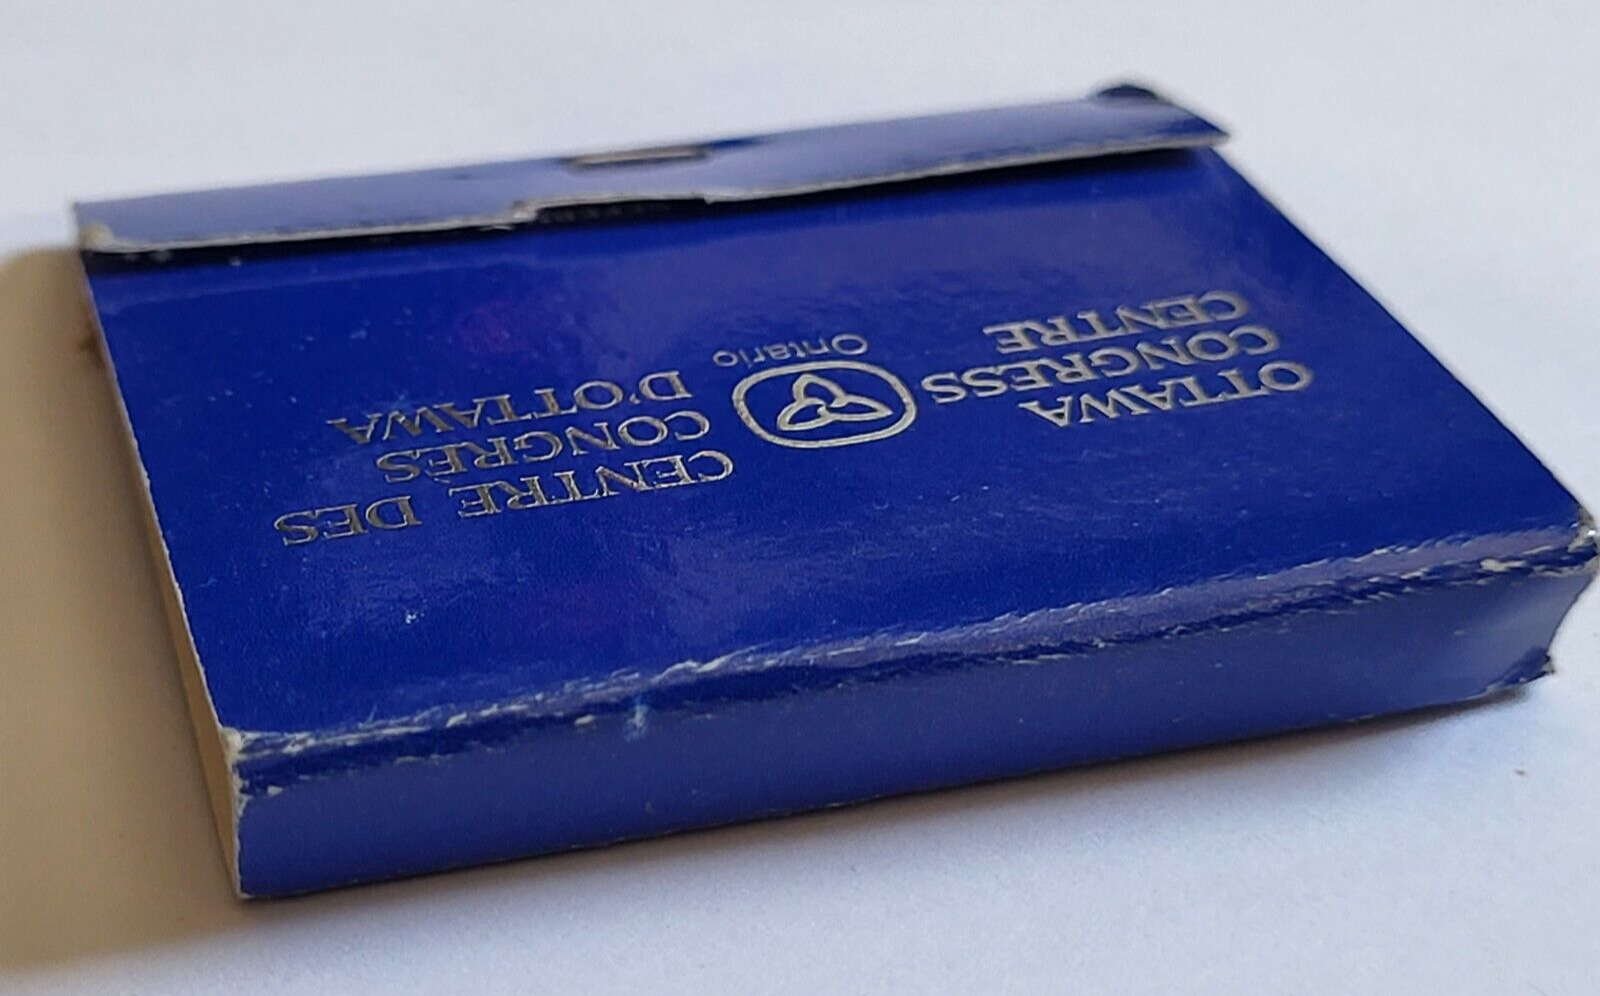 OTTAWA
CONGRESS
CENTRE
Ontario
CENTRE DES
CONGRÈS
D'OTTAWA